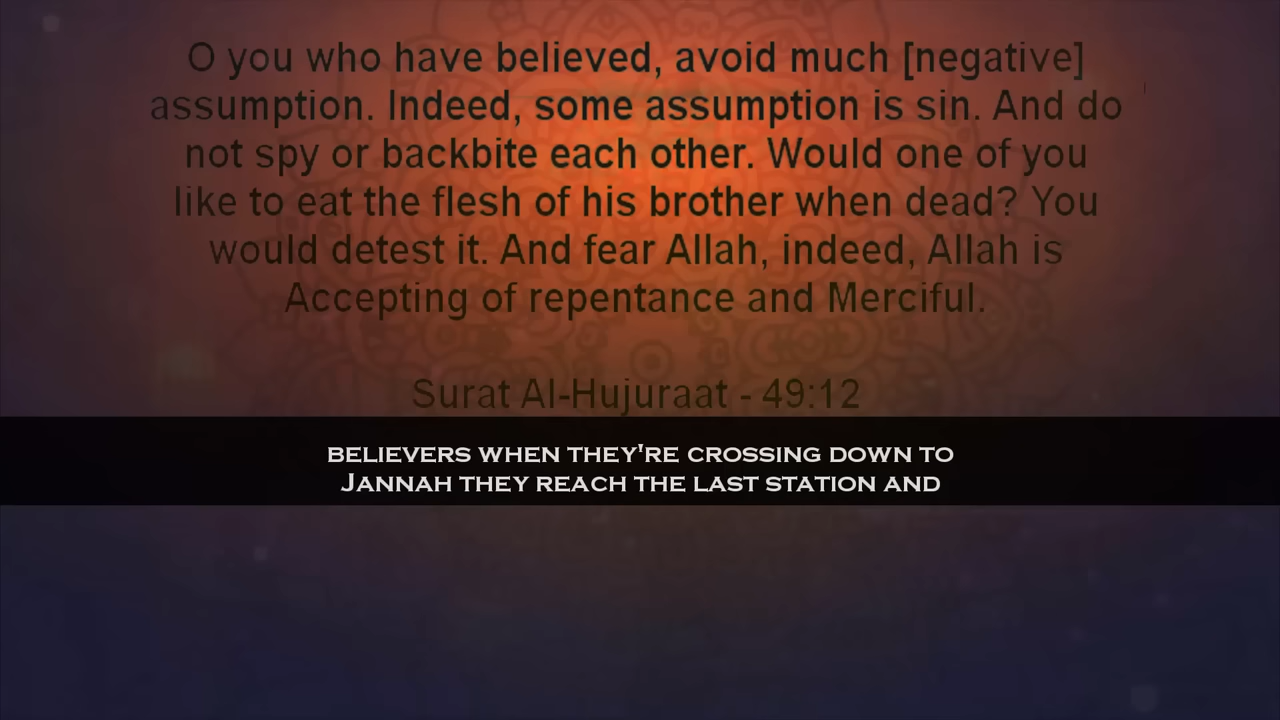 O you who have believed, avoid much [negative]
assumption. Indeed, some assumption is sin. And do
not spy or backbite each other. Would one of you
like to eat the flesh of his brother when dead? You
would detest it. And fear Allah, indeed, Allah is
Accepting of repentance and Merciful.
Surat Al-Hujuraat - 49:12
BELIEVERS WHEN THEY'RE CROSSING DOWN TO
JANNAH THEY REACH THE LAST STATION AND